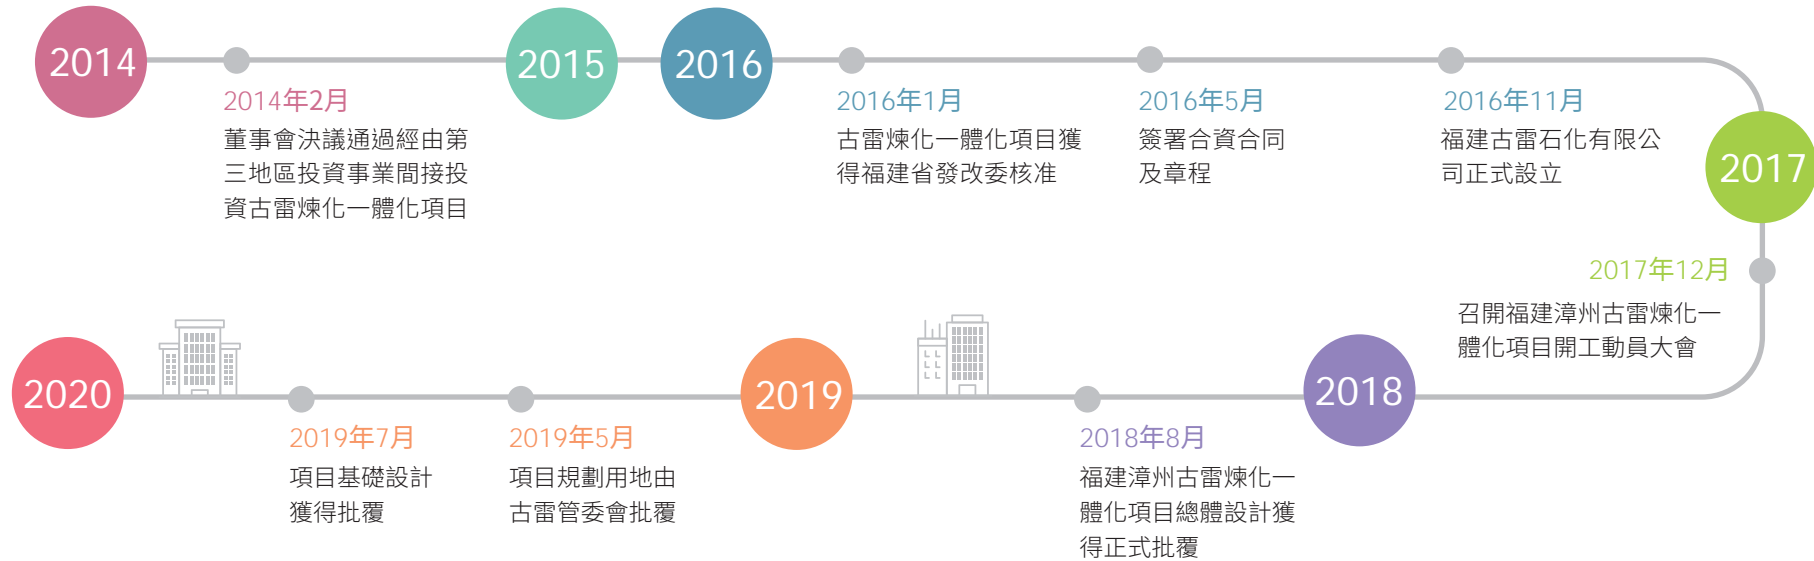 2014
2014年2月
董事會決議通過經由第
三地區投資事業間接投
資古雷煉化一體化項目
2015
2016
2016年1月
古雷煉化一體化項目獲
得福建省發改委核准
2016年5月
簽署合資合同
及章程
2016年11月
福建古雷石化有限公
司正式設立
2017
2017年12月
召開福建漳州古雷煉化一
體化項目開工動員大會
2018
2018年8月
福建漳州古雷煉化一
體化項目總體設計獲
得正式批覆
2019
2019年5月
項目規劃用地由
古雷管委會批覆
2019年7月
項目基礎設計
獲得批覆
2020